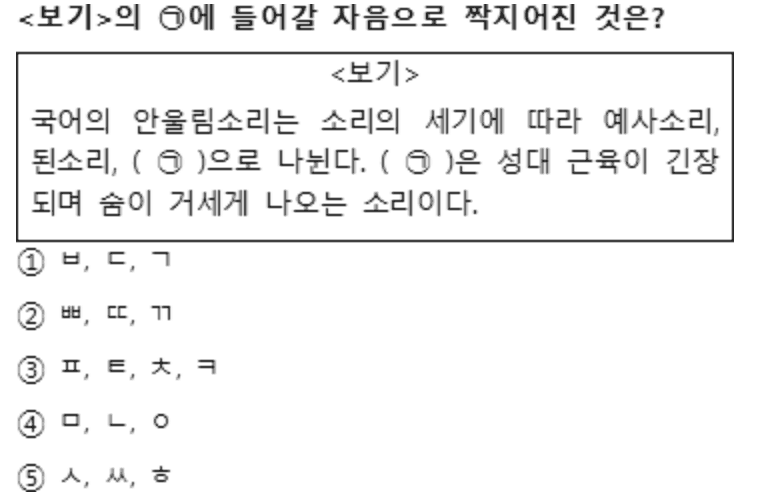 <보기>의 ㉠에 들어갈 자음으로 짝지어진 것은?
<보기>
국어의 안울림소리는 소리의 세기에 따라 예사소리,
된소리, ( ㉠ )으로 나뉜다. ( ㉠ )은 성대 근육이 긴장
되며 숨이 거세게 나오는 소리이다.
① ㅂ, ㄷ, ㄱ
② ㅃ, ㄸ, ㄲ
③ ㅍ, ㅌ, ㅊ, ㅋ
④ ㅁ, ㄴ, ㅇ
⑤ ㅅ, ㅆ, ㅎ